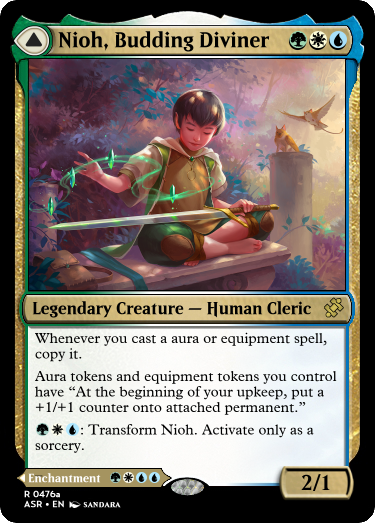 Nioh, Budding Diviner
Legendary Creature — Human Cleric
Whenever you cast a aura or equipment spell,
copy it.
Aura tokens and equipment tokens you control
have “At the beginning of your upkeep, put a
+1/+1 counter onto attached permanent.”
: Transform Nioh. Activate only as a
sorcery.
Enchantment
2/1
R 0476a
ASR • EN SANDARA